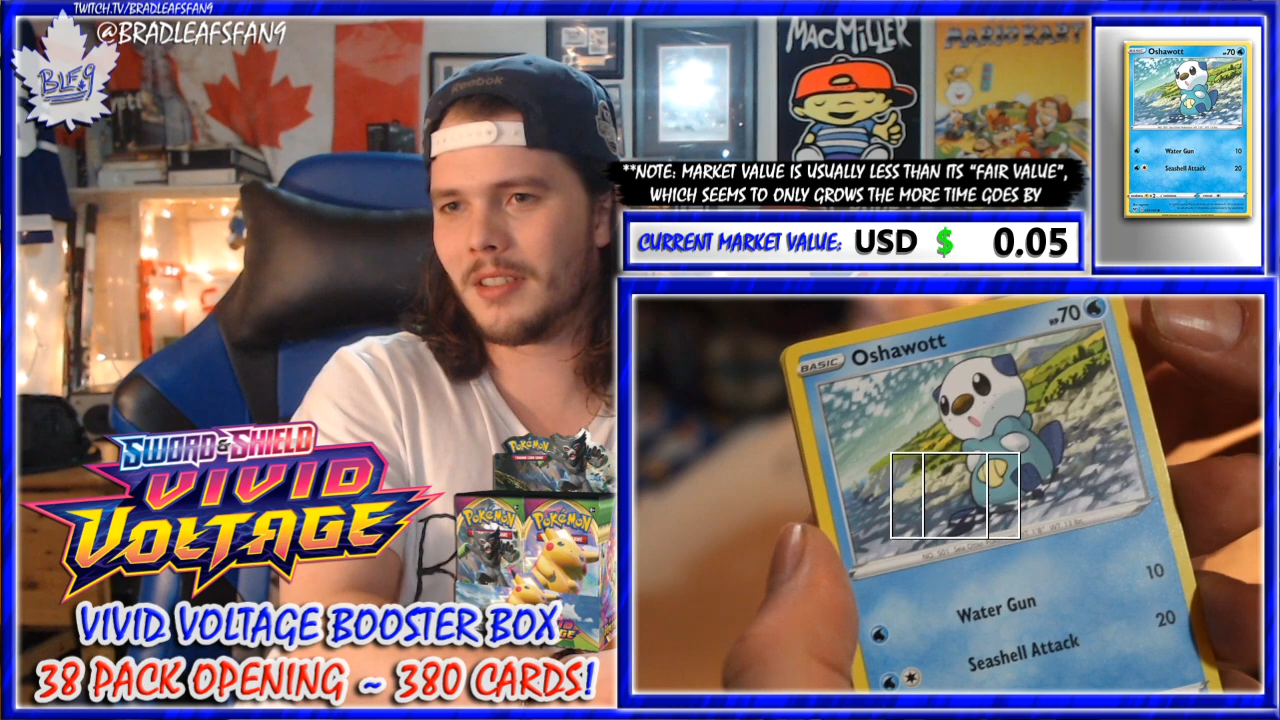 TWITCH.TV/BRADLEAFSFAN9
@BRADLEAFSFAN9
BLF9
Reebok
MAC MILLER
MARIO KART
**NOTE: MARKET VALUE IS USUALLY LESS THAN ITS "FAIR VALUE",
WHICH SEEMS TO ONLY GROWS THE MORE TIME GOES BY
CURRENT MARKET VALUE: USD $ 0.05
Oshawott 70
Water Gun 10
Seashell Attack 20
BASIC Oshawott HP70
Water Gun 10
Seashell Attack 20
SWORD & SHIELD
VIVID
VOLTAGE
POKéMON
POKéMON POKéMON
VIVID VOLTAGE BOOSTER BOX
38 PACK OPENING ~ 380 CARDS!